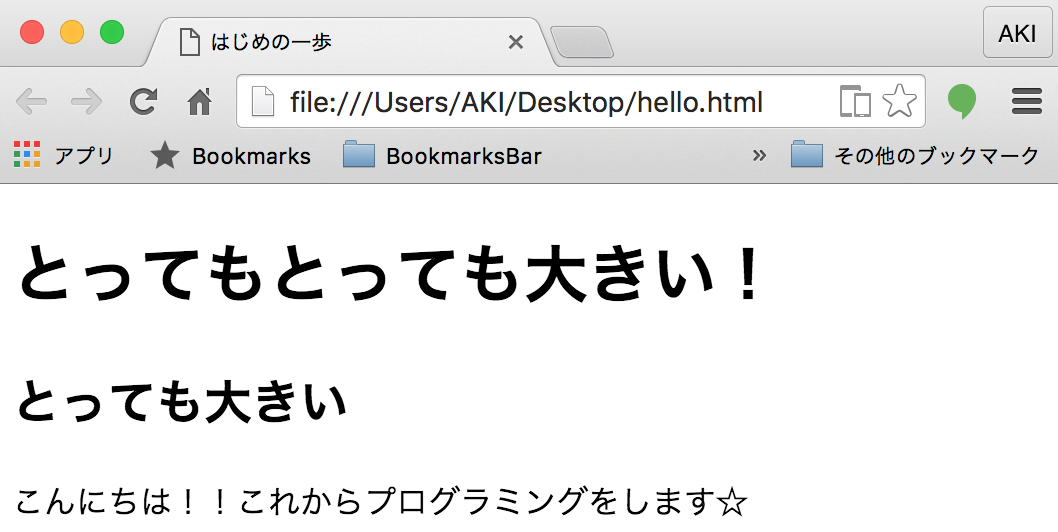 はじめの一歩
AKI
file:///Users/AKI/Desktop/hello.html
アプリ Bookmarks BookmarksBar » その他のブックマーク
とってもとっても大きい！
とっても大きい
こんにちは！！これからプログラミングをします☆